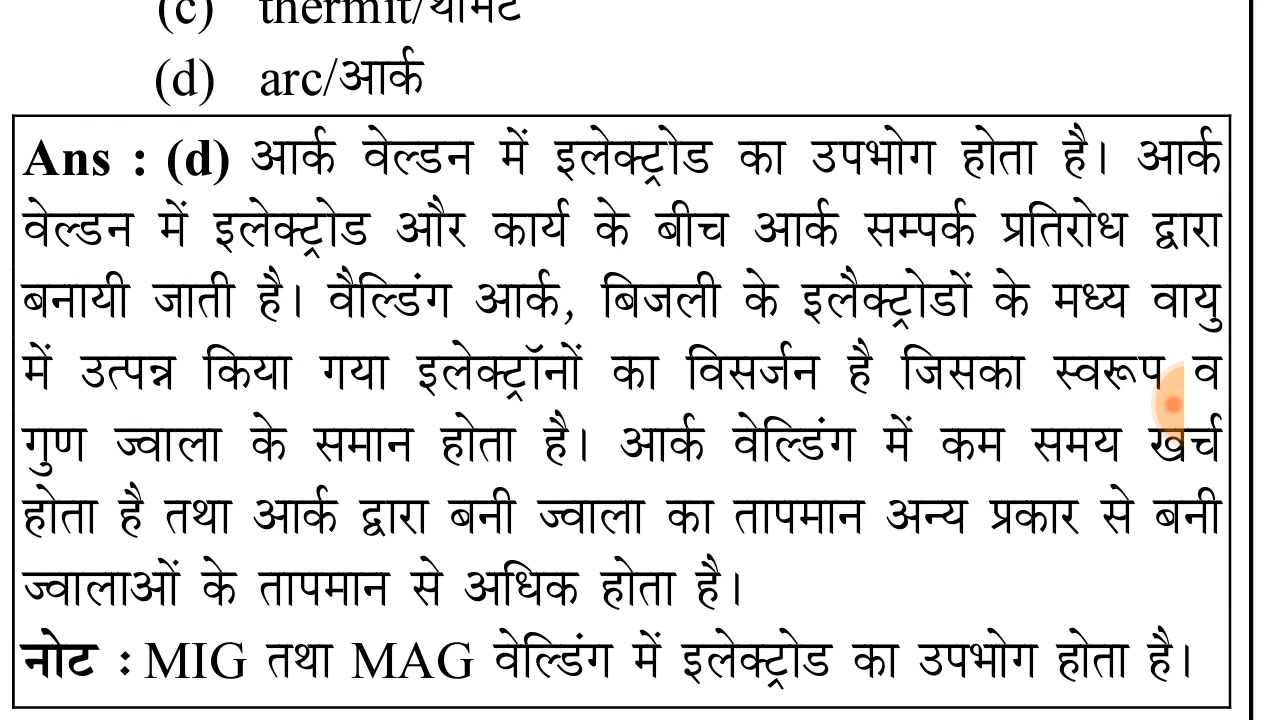 (c) thermit/थर्मिट
(d) arc/आर्क
Ans : (d) आर्क वेल्डन में इलेक्ट्रोड का उपभोग होता है। आर्क
वेल्डन में इलेक्ट्रोड और कार्य के बीच आर्क सम्पर्क प्रतिरोध द्वारा
बनायी जाती है। वैल्डिंग आर्क, बिजली के इलैक्ट्रोडों के मध्य वायु
में उत्पन्न किया गया इलेक्ट्रॉनों का विसर्जन है जिसका स्वरूप व
गुण ज्वाला के समान होता है। आर्क वेल्डिंग में कम समय खर्च
होता है तथा आर्क द्वारा बनी ज्वाला का तापमान अन्य प्रकार से बनी
ज्वालाओं के तापमान से अधिक होता है।
नोट : MIG तथा MAG वेल्डिंग में इलेक्ट्रोड का उपभोग होता है।